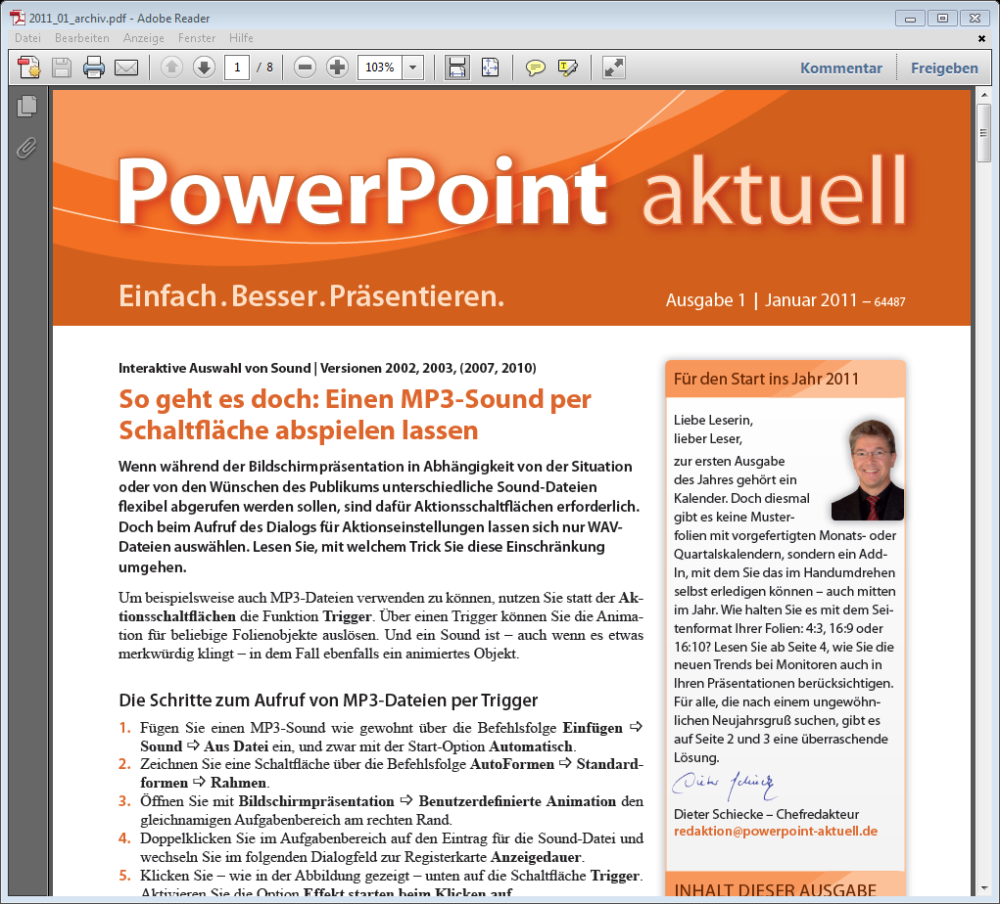 2011_01_archiv.pdf - Adobe Reader
Datei Bearbeiten Anzeige Fenster Hilfe
1 / 8 103% Kommentar Freigeben
PowerPoint aktuell
Einfach.Besser.Präsentieren.
Ausgabe 1 | Januar 2011 – 64487
Interaktive Auswahl von Sound | Versionen 2002, 2003, (2007, 2010)
So geht es doch: Einen MP3-Sound per
Schaltfläche abspielen lassen
Wenn während der Bildschirmpräsentation in Abhängigkeit von der Situation
oder von den Wünschen des Publikums unterschiedliche Sound-Dateien
flexibel abgerufen werden sollen, sind dafür Aktionsschaltflächen erforderlich.
Doch beim Aufruf des Dialogs für Aktionseinstellungen lassen sich nur WAV-
Dateien auswählen. Lesen Sie, mit welchem Trick Sie diese Einschränkung
umgehen.
Um beispielsweise auch MP3-Dateien verwenden zu können, nutzen Sie statt der Ak-
tionsschaltflächen die Funktion Trigger. Über einen Trigger können Sie die Anima-
tion für beliebige Folienobjekte auslösen. Und ein Sound ist – auch wenn es etwas
merkwürdig klingt – in dem Fall ebenfalls ein animiertes Objekt.
Die Schritte zum Aufruf von MP3-Dateien per Trigger
1. Fügen Sie einen MP3-Sound wie gewohnt über die Befehlsfolge Einfügen ⇨
Sound ⇨ Aus Datei ein, und zwar mit der Start-Option Automatisch.
2. Zeichnen Sie eine Schaltfläche über die Befehlsfolge AutoFormen ⇨ Standard-
formen ⇨ Rahmen.
3. Öffnen Sie mit Bildschirmpräsentation ⇨ Benutzerdefinierte Animation den
gleichnamigen Aufgabenbereich am rechten Rand.
4. Doppelklicken Sie im Aufgabenbereich auf den Eintrag für die Sound-Datei und
wechseln Sie im folgenden Dialogfeld zur Registerkarte Anzeigedauer.
5. Klicken Sie – wie in der Abbildung gezeigt – unten auf die Schaltfläche Trigger.
Aktivieren Sie die Option Effekt starten beim Klicken auf
Für den Start ins Jahr 2011
Liebe Leserin,
lieber Leser,
zur ersten Ausgabe
des Jahres gehört ein
Kalender. Doch diesmal
gibt es keine Muster-
folien mit vorgefertigten Monats- oder
Quartalskalendern, sondern ein Add-
In, mit dem Sie das im Handumdrehen
selbst erledigen können – auch mitten
im Jahr. Wie halten Sie es mit dem Sei-
tenformat Ihrer Folien: 4:3, 16:9 oder
16:10? Lesen Sie ab Seite 4, wie Sie die
neuen Trends bei Monitoren auch in
Ihren Präsentationen berücksichtigen.
Für alle, die nach einem ungewöhn-
lichen Neujahrsgruß suchen, gibt es
auf Seite 2 und 3 eine überraschende
Lösung.
Dieter Schiecke
Dieter Schiecke – Chefredakteur
redaktion@powerpoint-aktuell.de
INHALT DIESER AUSGABE